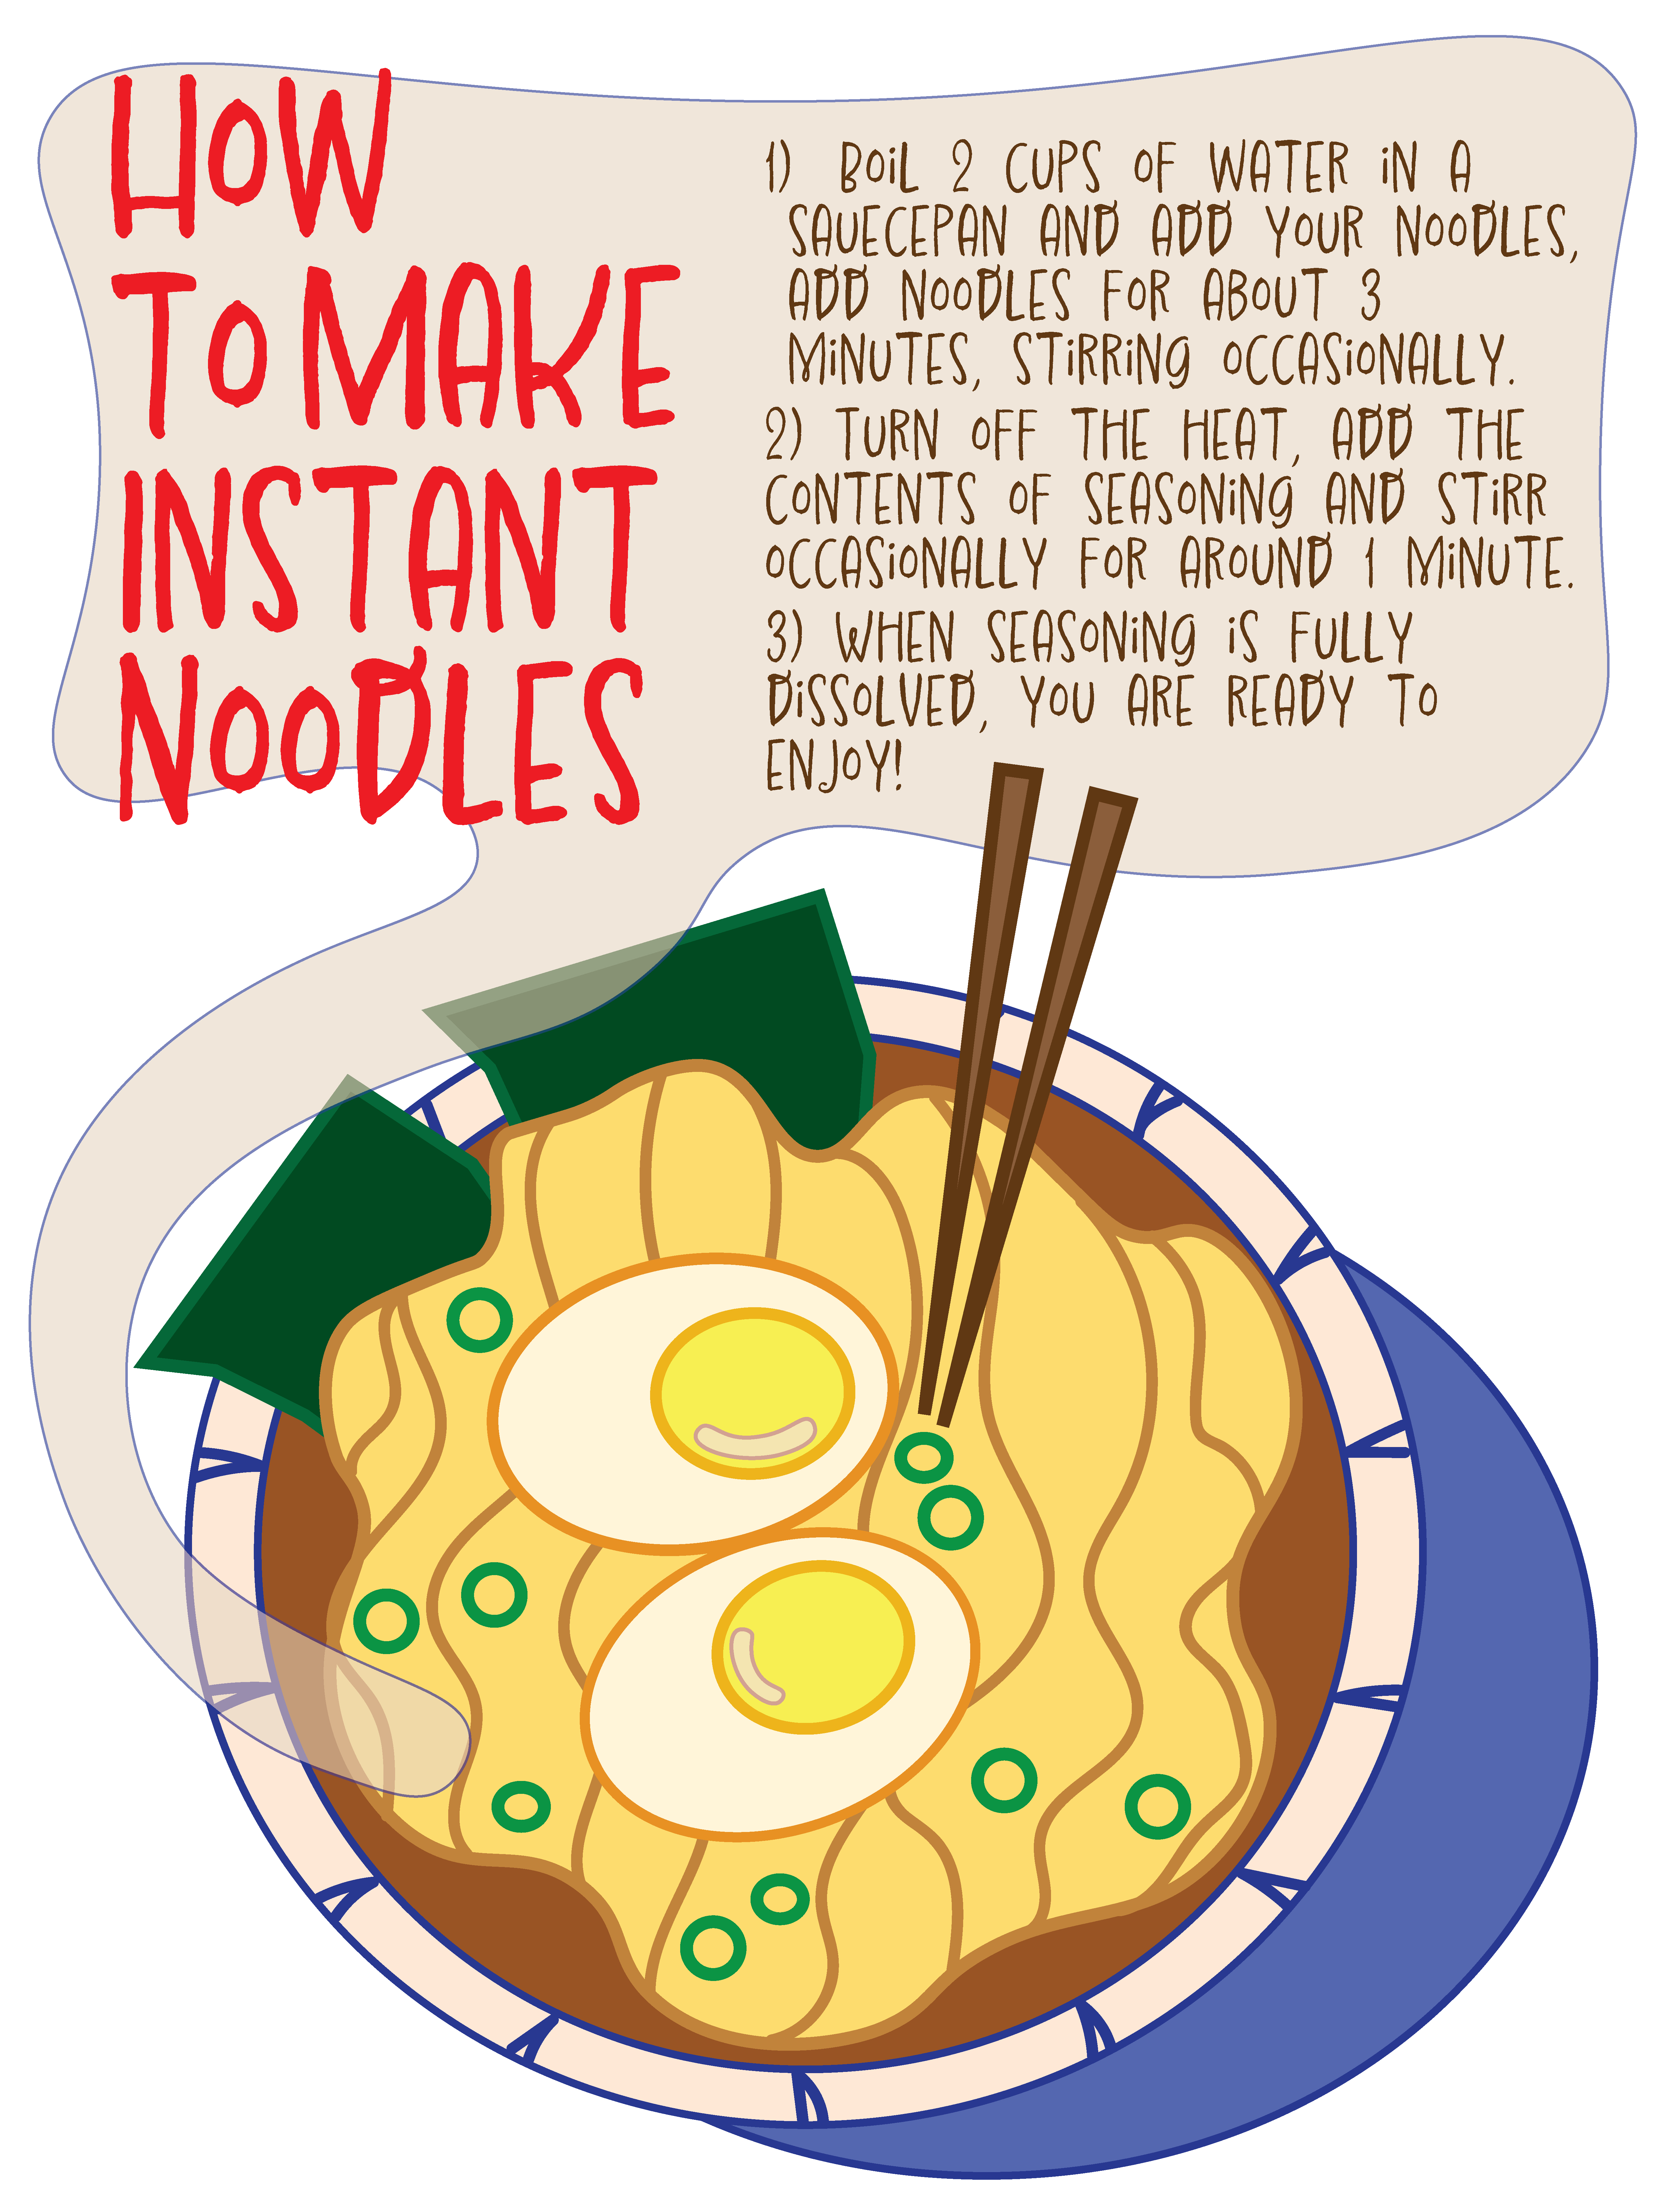 HOW
TO MAKE
INSTANT
NOODLES
1) BOIL 2 CUPS OF WATER IN A
SAUECEPAN AND ADD YOUR NOODLES,
ADD NOODLES FOR ABOUT 3
MINUTES, STIRRING OCCASIONALLY.
2) TURN OFF THE HEAT, ADD THE
CONTENTS OF SEASONING AND STIRR
OCCASIONALLY FOR AROUND 1 MINUTE.
3) WHEN SEASONING IS FULLY
DISSOLVED, YOU ARE READY TO
ENJOY!